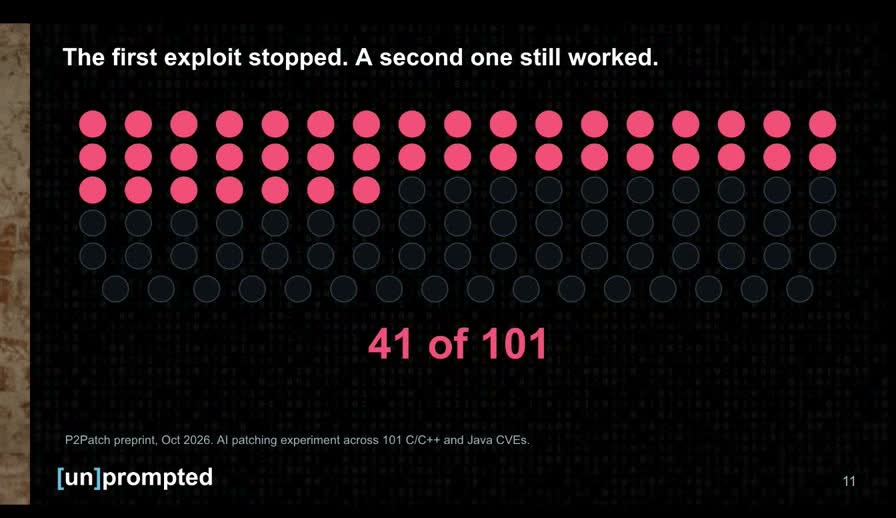 The first exploit stopped. A second one still worked.
41 of 101
P2Patch preprint, Oct 2026. AI patching experiment across 101 C/C++ and Java CVEs.
[un]prompted
11